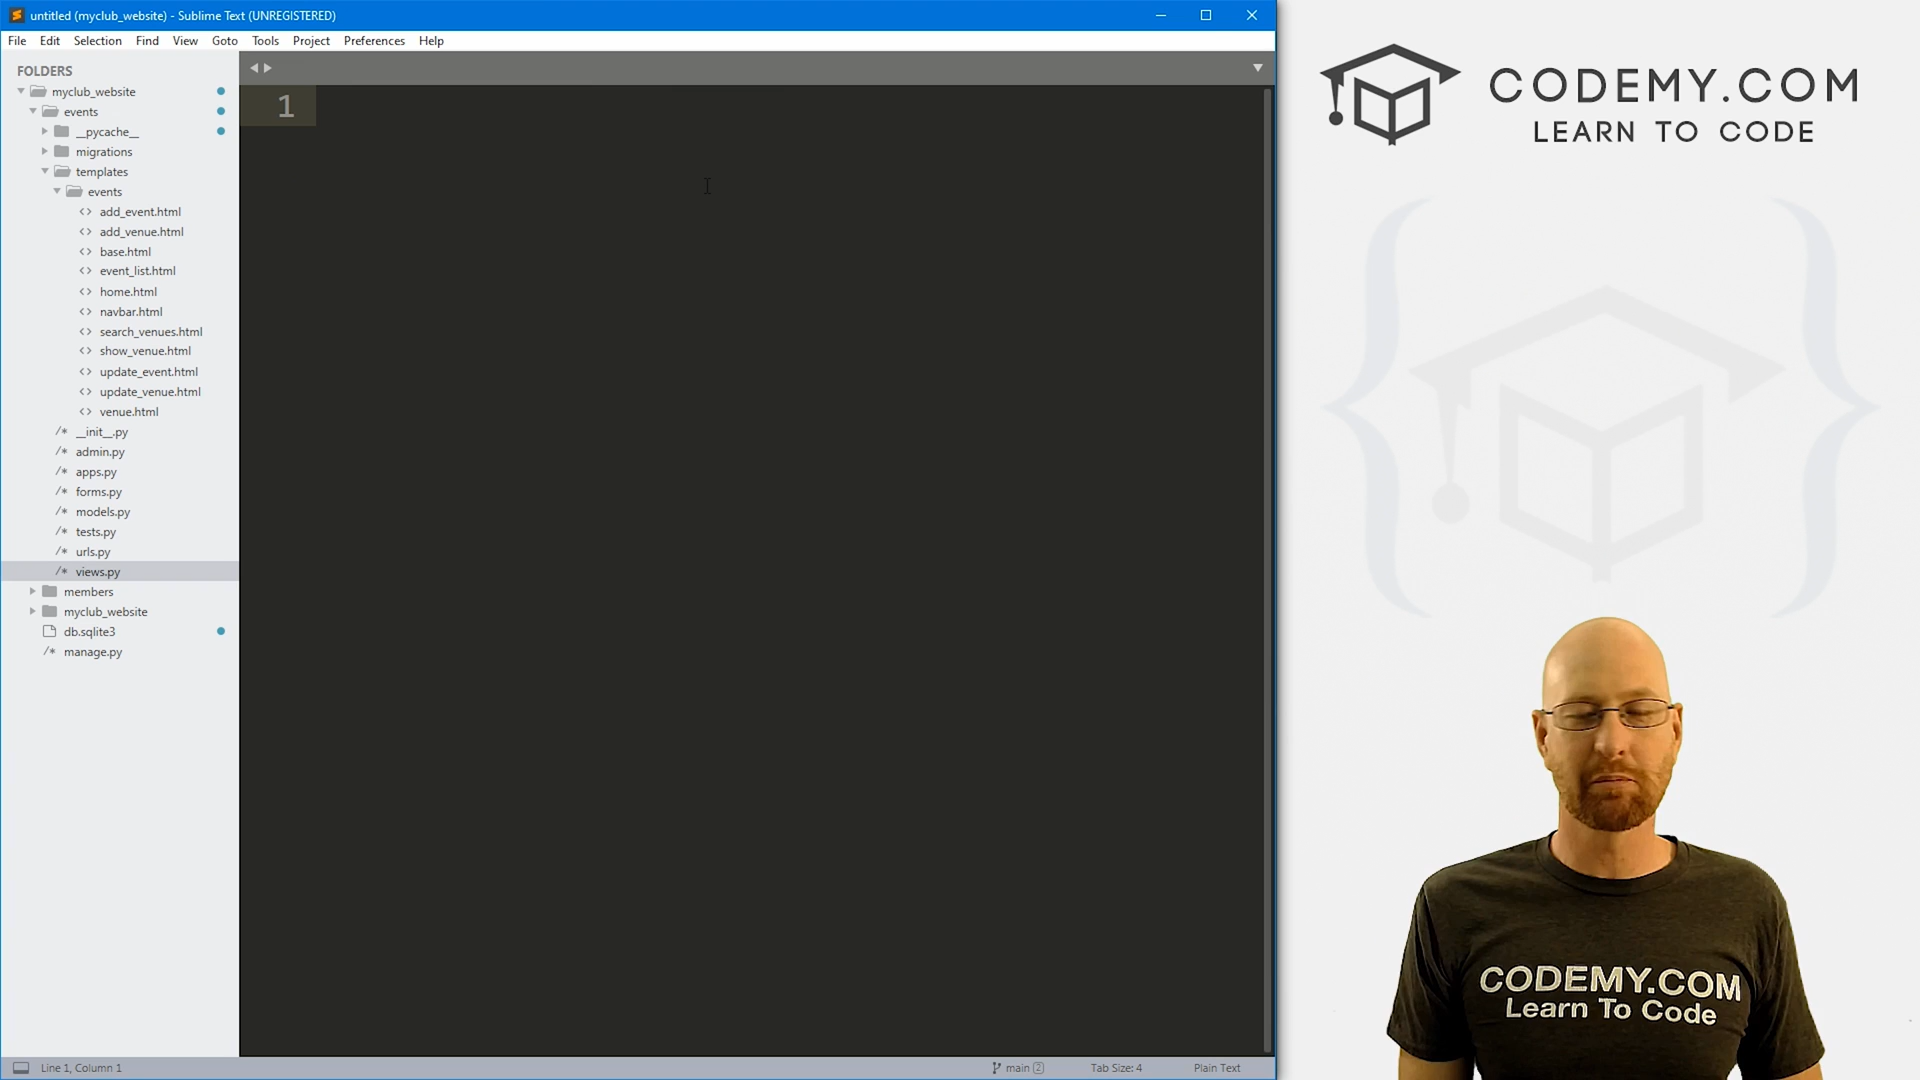 untitled (myclub_website) - Sublime Text (UNREGISTERED)
File Edit Selection Find View Goto Tools Project Preferences Help
FOLDERS
myclub_website
events
__pycache__
migrations
templates
events
<> add_event.html
<> add_venue.html
<> base.html
<> event_list.html
<> home.html
<> navbar.html
<> search_venues.html
<> show_venue.html
<> update_event.html
<> update_venue.html
<> venue.html
/* __init__.py
/* admin.py
/* apps.py
/* forms.py
/* models.py
/* tests.py
/* urls.py
/* views.py
members
myclub_website
db.sqlite3
/* manage.py
1
Line 1, Column 1
main 2
Tab Size: 4
Plain Text
CODEMY.COM
LEARN TO CODE
CODEMY.COM
Learn To Code